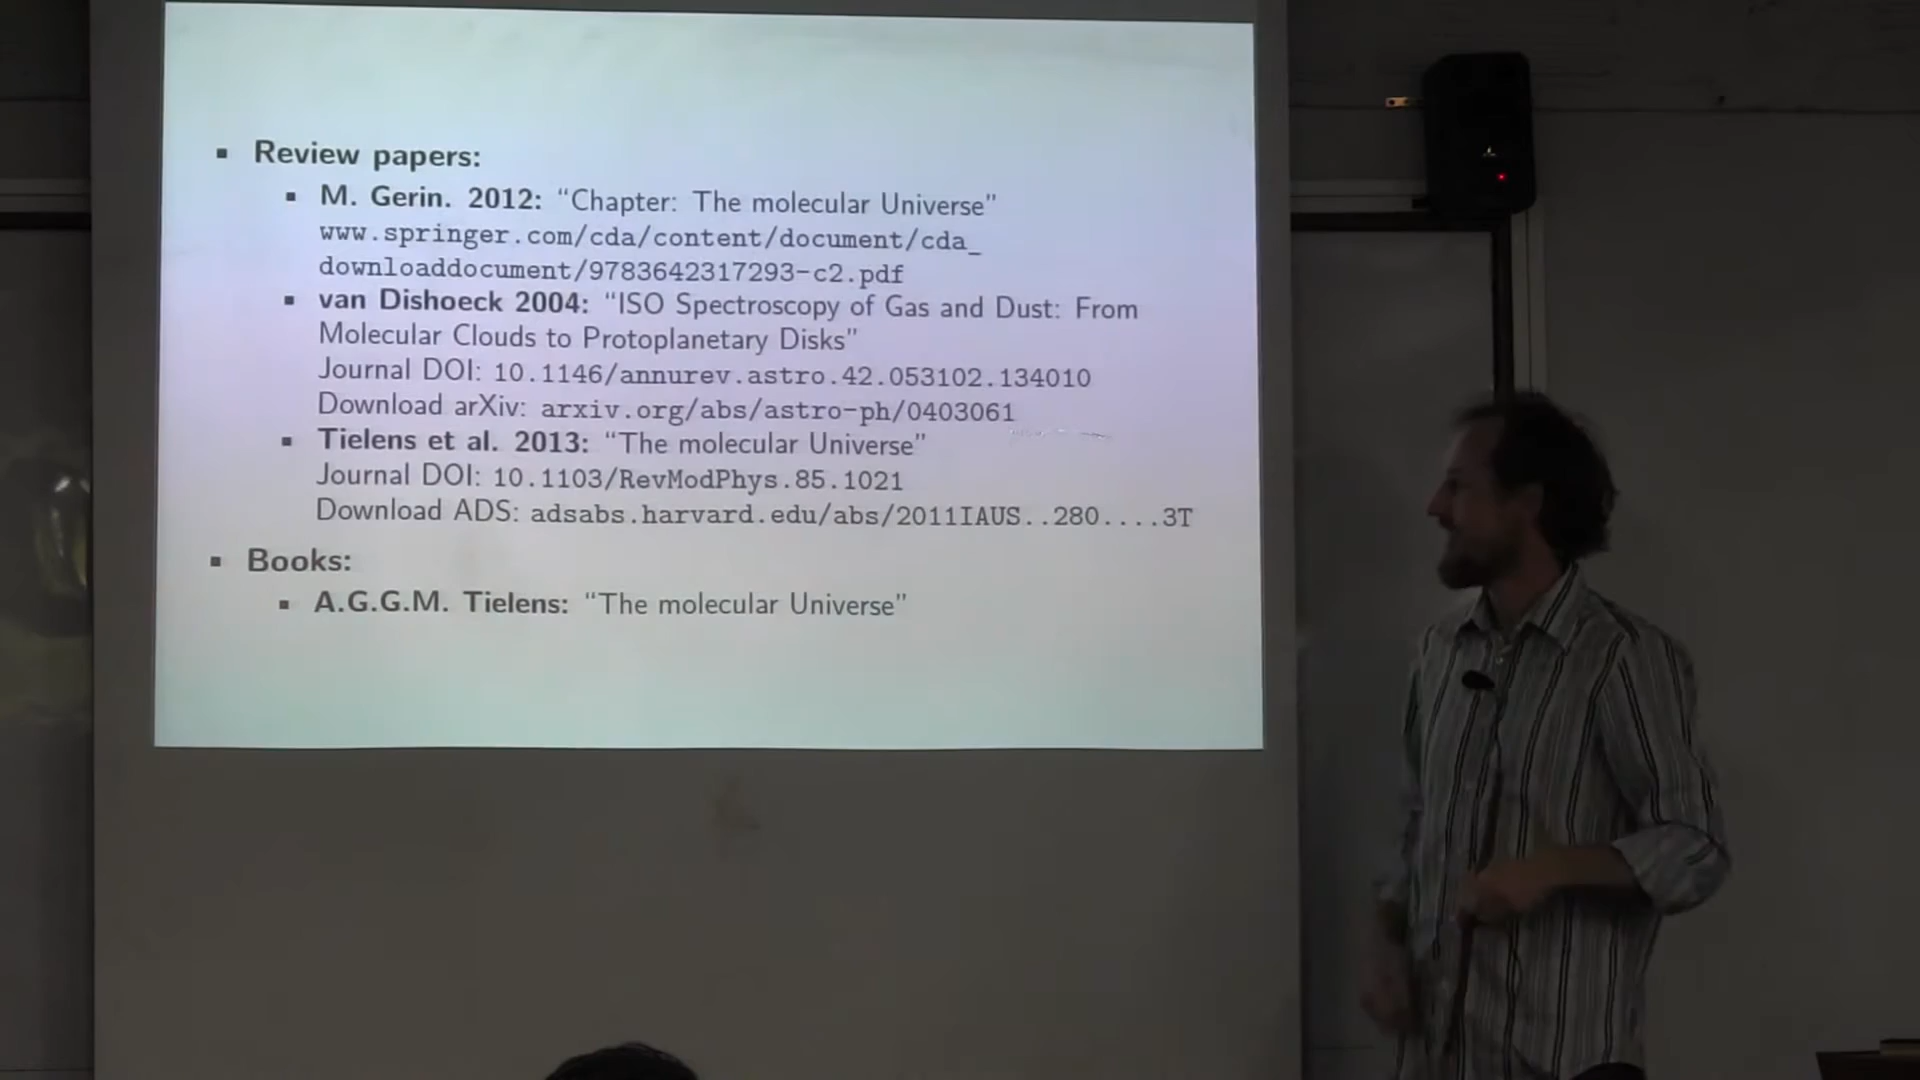 ▪ Review papers:
▪ M. Gerin. 2012: “Chapter: The molecular Universe”
www.springer.com/cda/content/document/cda_
downloaddocument/9783642317293-c2.pdf
▪ van Dishoeck 2004: “ISO Spectroscopy of Gas and Dust: From
Molecular Clouds to Protoplanetary Disks”
Journal DOI: 10.1146/annurev.astro.42.053102.134010
Download arXiv: arxiv.org/abs/astro-ph/0403061
▪ Tielens et al. 2013: “The molecular Universe”
Journal DOI: 10.1103/RevModPhys.85.1021
Download ADS: adsabs.harvard.edu/abs/2011IAUS..280....3T
▪ Books:
▪ A.G.G.M. Tielens: “The molecular Universe”